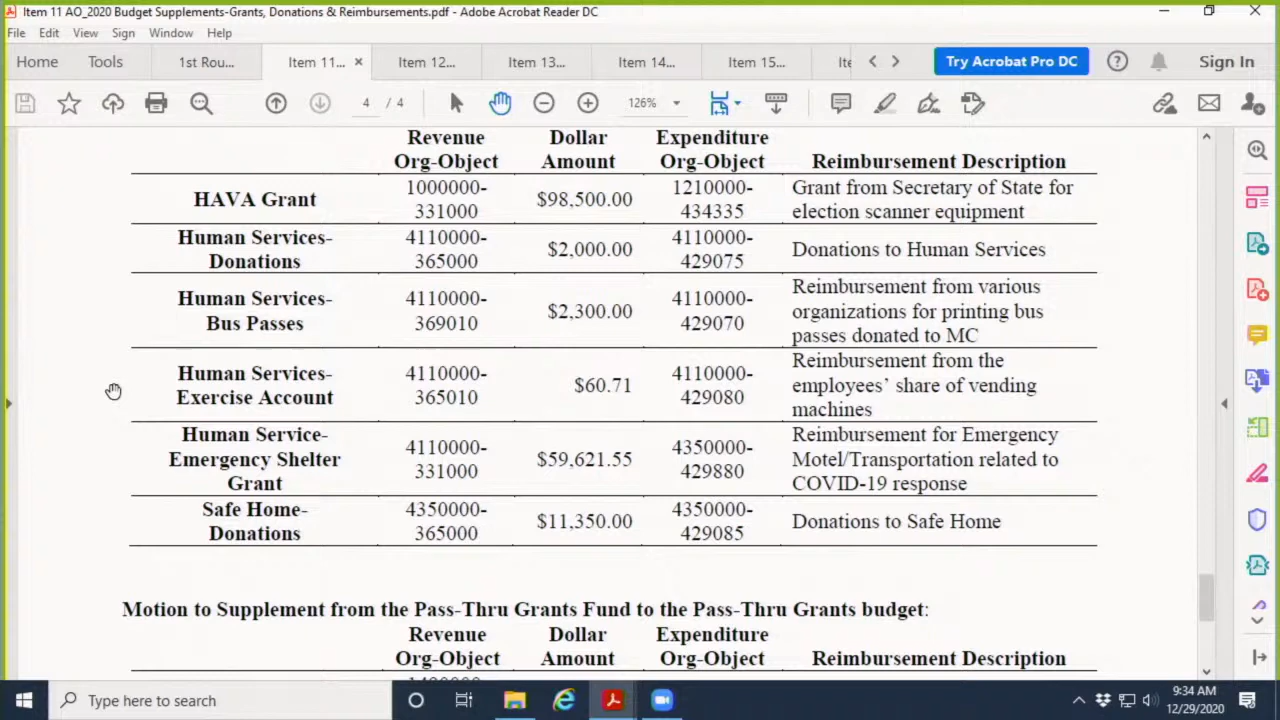 Item 11 AO_2020 Budget Supplements-Grants, Donations & Reimbursements.pdf - Adobe Acrobat Reader DC
File Edit View Sign Window Help
Home Tools 1st Rou... Item 11... × Item 12... Item 13... Item 14... Item 15... Ite Try Acrobat Pro DC Sign In
4 / 4 126%
Revenue Dollar Expenditure
Org-Object Amount Org-Object Reimbursement Description
HAVA Grant 1000000-331000 $98,500.00 1210000-434335 Grant from Secretary of State for
election scanner equipment
Human Services-
Donations 4110000-365000 $2,000.00 4110000-429075 Donations to Human Services
Human Services-
Bus Passes 4110000-369010 $2,300.00 4110000-429070 Reimbursement from various
organizations for printing bus
passes donated to MC
Human Services-
Exercise Account 4110000-365010 $60.71 4110000-429080 Reimbursement from the
employees' share of vending
machines
Human Service-
Emergency Shelter
Grant 4110000-331000 $59,621.55 4350000-429880 Reimbursement for Emergency
Motel/Transportation related to
COVID-19 response
Safe Home-
Donations 4350000-365000 $11,350.00 4350000-429085 Donations to Safe Home
Motion to Supplement from the Pass-Thru Grants Fund to the Pass-Thru Grants budget:
Revenue Dollar Expenditure
Org-Object Amount Org-Object Reimbursement Description
Type here to search
9:34 AM
12/29/2020